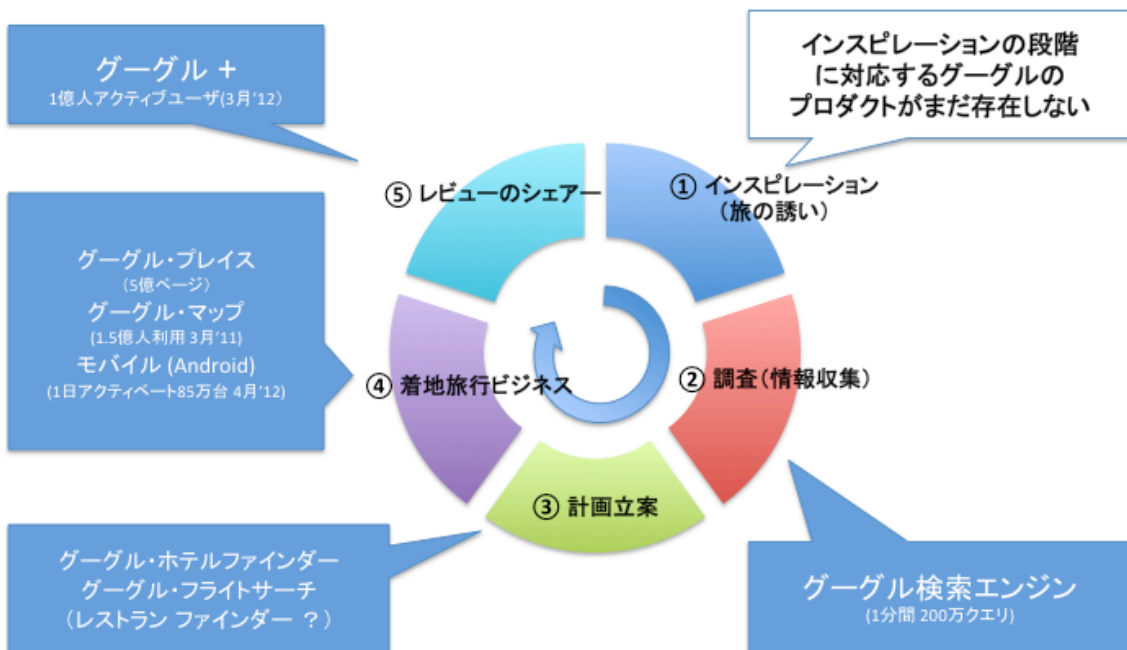 グーグル +
1億人アクティブユーザ(3月’12)
インスピレーションの段階
に対応するグーグルの
プロダクトがまだ存在しない
① インスピレーション
（旅の誘い）
② 調査（情報収集）
グーグル検索エンジン
(1分間 200万クエリ)
③ 計画立案
グーグル・ホテルファインダー
グーグル・フライトサーチ
（レストラン ファインダー ？）
④ 着地旅行ビジネス
グーグル・プレイス
（5億ページ）
グーグル・マップ
(1.5億人利用 3月’11)
モバイル (Android)
(1日アクティベート85万台 4月’12)
⑤ レビューのシェアー